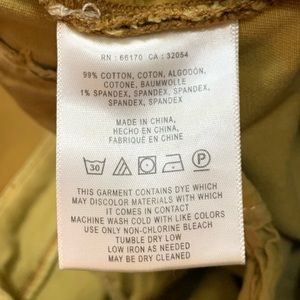 RN : 66170 CA : 32054
99% COTTON, COTON, ALGODÓN,
COTONE, BAUMWOLLE
1% SPANDEX, SPANDEX, SPANDEX,
SPANDEX, SPANDEX
MADE IN CHINA,
HECHO EN CHINA,
FABRIQUÉ EN CHINE
30 P
THIS GARMENT CONTAINS DYE WHICH
MAY DISCOLOR MATERIALS WITH WHICH
IT COMES IN CONTACT
MACHINE WASH COLD WITH LIKE COLORS
USE ONLY NON-CHLORINE BLEACH
TUMBLE DRY LOW
LOW IRON AS NEEDED
MAY BE DRY CLEANED